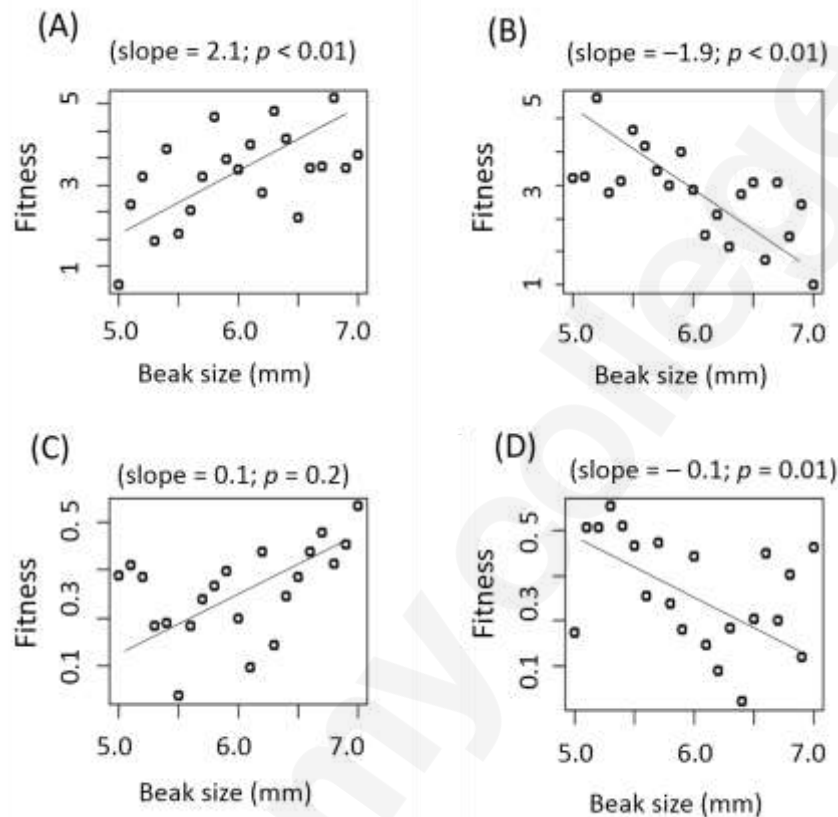 (A)
(slope = 2.1; p < 0.01)
5
3
1
Fitness
5.0 6.0 7.0
Beak size (mm)
(B)
(slope = −1.9; p < 0.01)
5
3
1
Fitness
5.0 6.0 7.0
Beak size (mm)
(C)
(slope = 0.1; p = 0.2)
0.5
0.3
0.1
Fitness
5.0 6.0 7.0
Beak size (mm)
(D)
(slope = − 0.1; p = 0.01)
0.5
0.3
0.1
Fitness
5.0 6.0 7.0
Beak size (mm)
my college